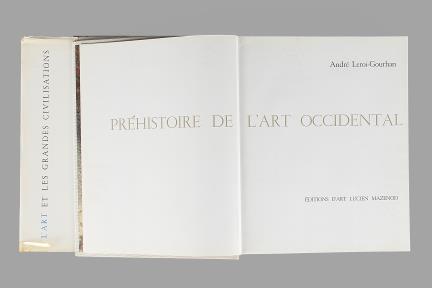 L'ART ET LES GRANDES CIVILISATIONS
André Leroi-Gourhan
PRÉHISTOIRE DE L'ART OCCIDENTAL
ÉDITIONS D'ART LUCIEN MAZENOD